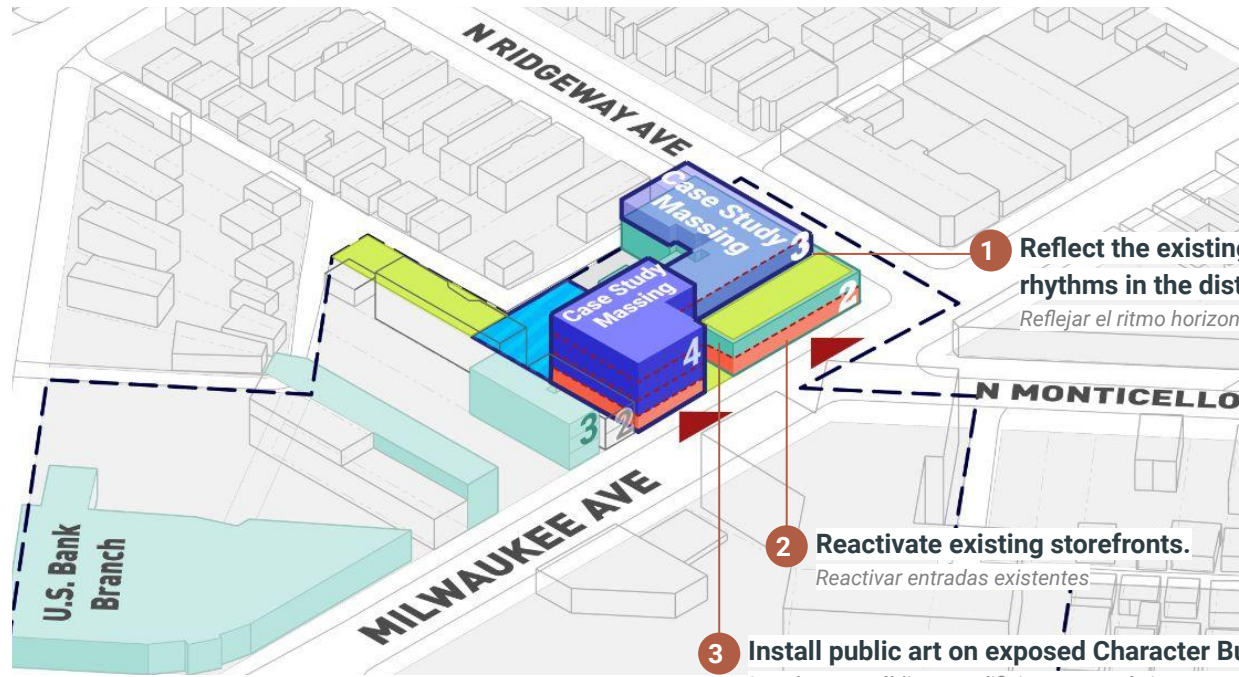 N RIDGEWAY AVE
Case Study
Massing
3
Case Study
Massing
4
2
1
Reflect the existing
rhythms in the dist
Reflejar el ritmo horizon
N MONTICELLO
3
2
MILWAUKEE AVE
U.S. Bank
Branch
2
Reactivate existing storefronts.
Reactivar entradas existentes
3
Install public art on exposed Character Bu